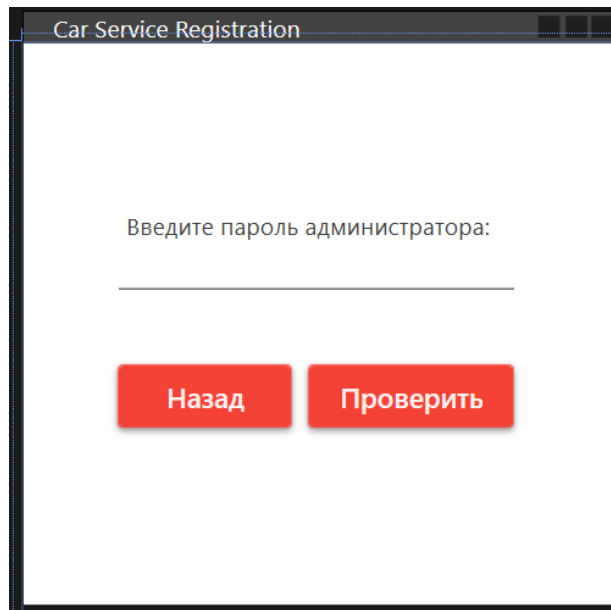 Car Service Registration
Введите пароль администратора:
Назад Проверить